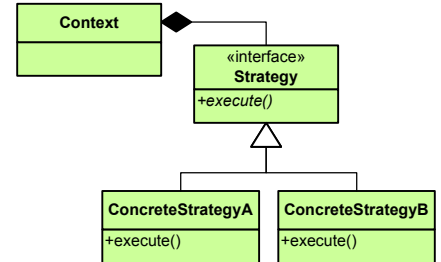 Context
«interface»
Strategy
+execute()
ConcreteStrategyA
+execute()
ConcreteStrategyB
+execute()